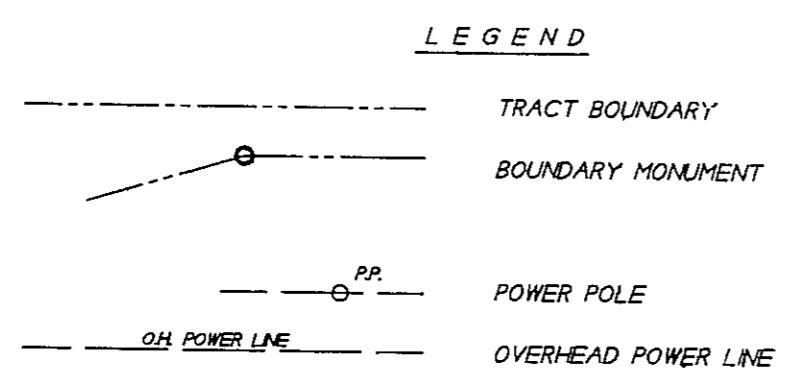 LEGEND
TRACT BOUNDARY
BOUNDARY MONUMENT
P.P.
POWER POLE
O.H. POWER LINE
OVERHEAD POWER LINE